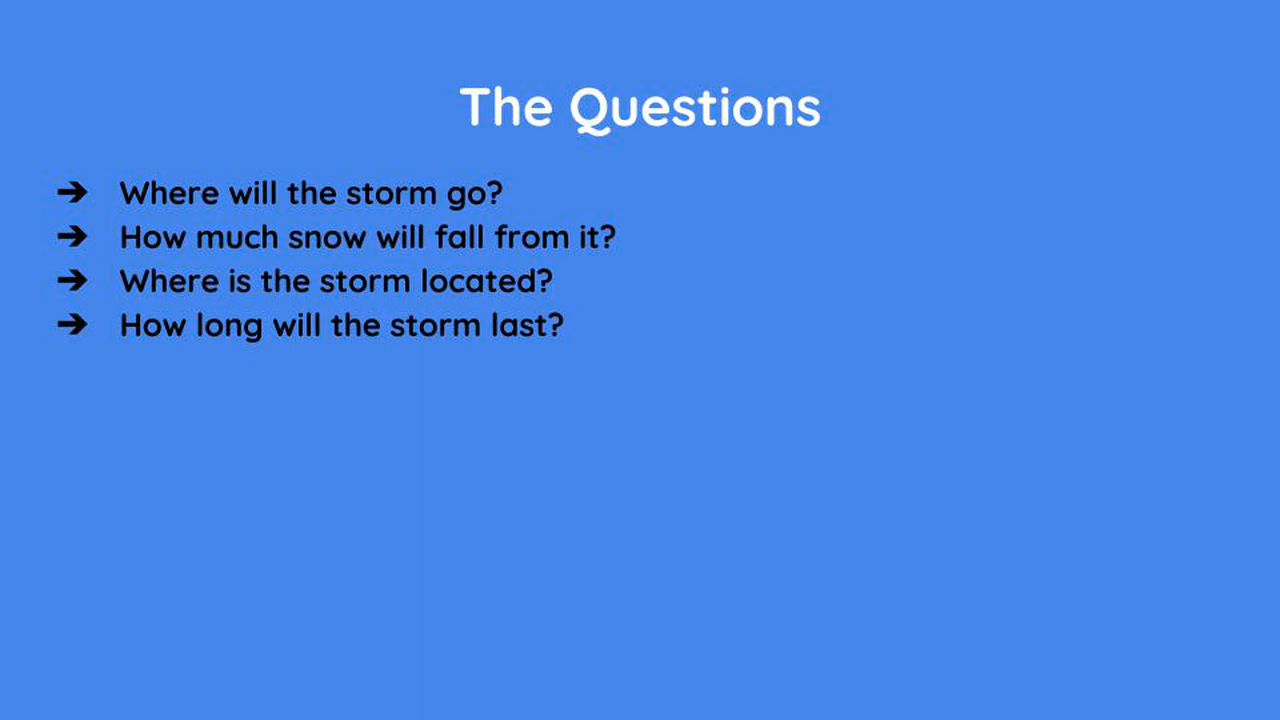 The Questions
➔ Where will the storm go?
➔ How much snow will fall from it?
➔ Where is the storm located?
➔ How long will the storm last?